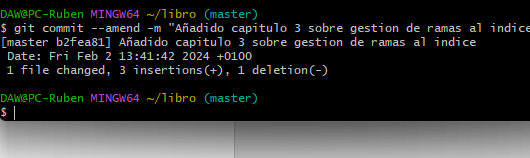 DAW@PC-Ruben MINGW64 ~/libro (master)
$ git commit --amend -m "Añadido capitulo 3 sobre gestion de ramas al indice
[master b2fea81] Añadido capitulo 3 sobre gestion de ramas al indice
Date: Fri Feb 2 13:41:42 2024 +0100
1 file changed, 3 insertions(+), 1 deletion(-)
DAW@PC-Ruben MINGW64 ~/libro (master)
$